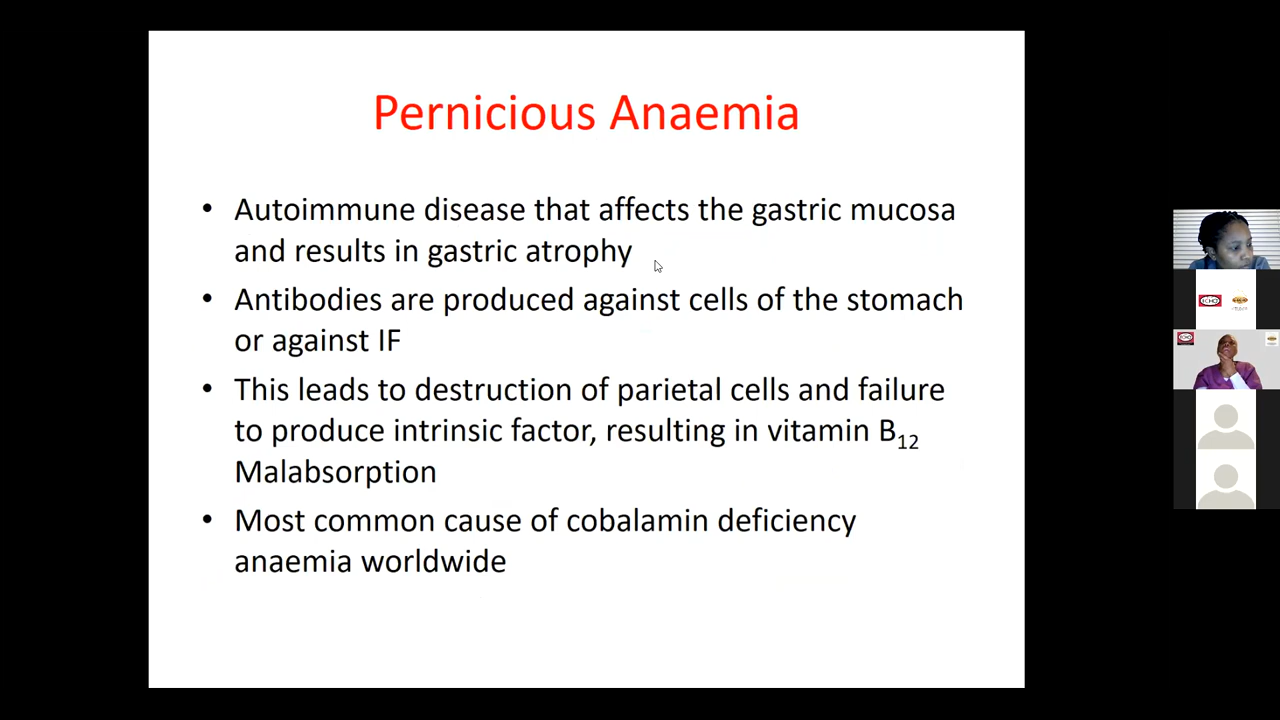 Pernicious Anaemia
• Autoimmune disease that affects the gastric mucosa
and results in gastric atrophy
• Antibodies are produced against cells of the stomach
or against IF
• This leads to destruction of parietal cells and failure
to produce intrinsic factor, resulting in vitamin B₁₂
Malabsorption
• Most common cause of cobalamin deficiency
anaemia worldwide